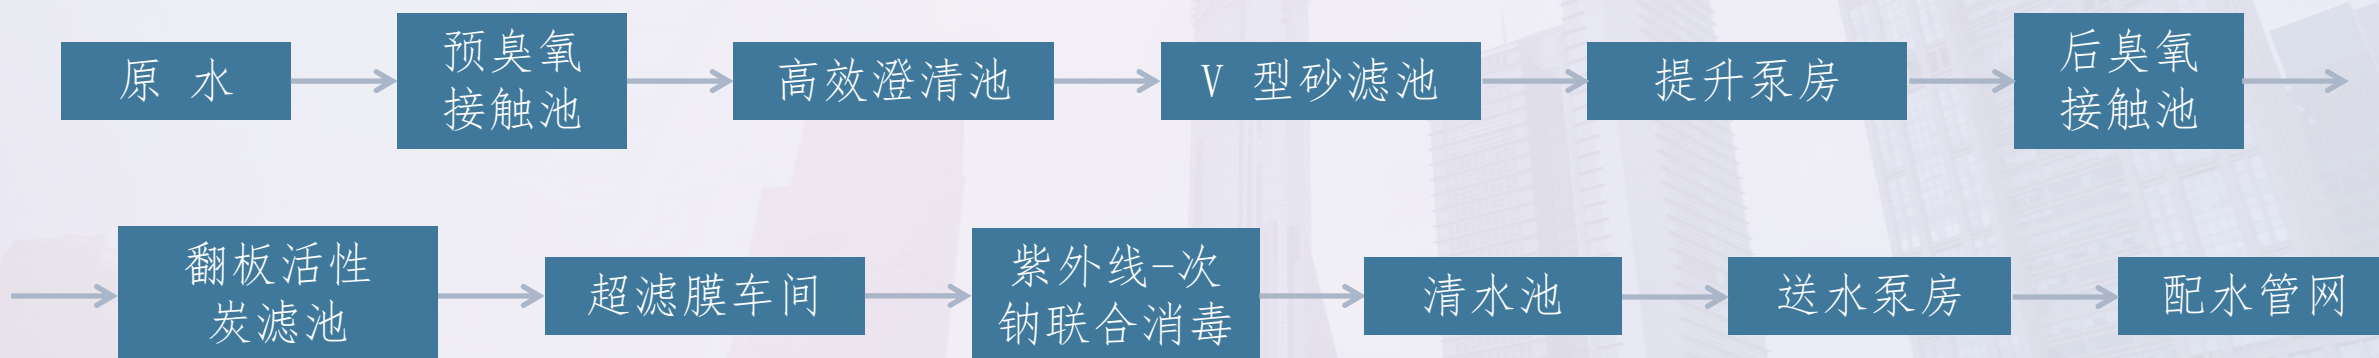 原 水
预臭氧
接触池
高效澄清池
V 型砂滤池
提升泵房
后臭氧
接触池
翻板活性
炭滤池
超滤膜车间
紫外线-次
钠联合消毒
清水池
送水泵房
配水管网